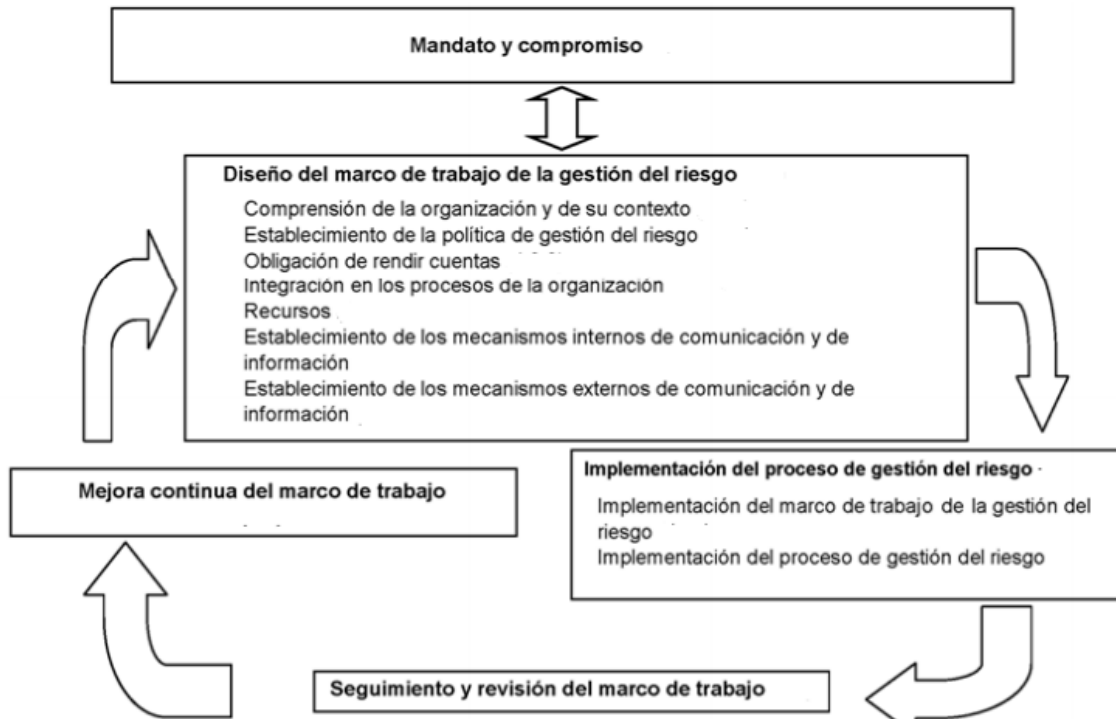 Mandato y compromiso
Diseño del marco de trabajo de la gestión del riesgo
Comprensión de la organización y de su contexto
Establecimiento de la política de gestión del riesgo
Obligación de rendir cuentas
Integración en los procesos de la organización
Recursos
Establecimiento de los mecanismos internos de comunicación y de
información
Establecimiento de los mecanismos externos de comunicación y de
información
Implementación del proceso de gestión del riesgo
Implementación del marco de trabajo de la gestión del
riesgo
Implementación del proceso de gestión del riesgo
Mejora continua del marco de trabajo
Seguimiento y revisión del marco de trabajo